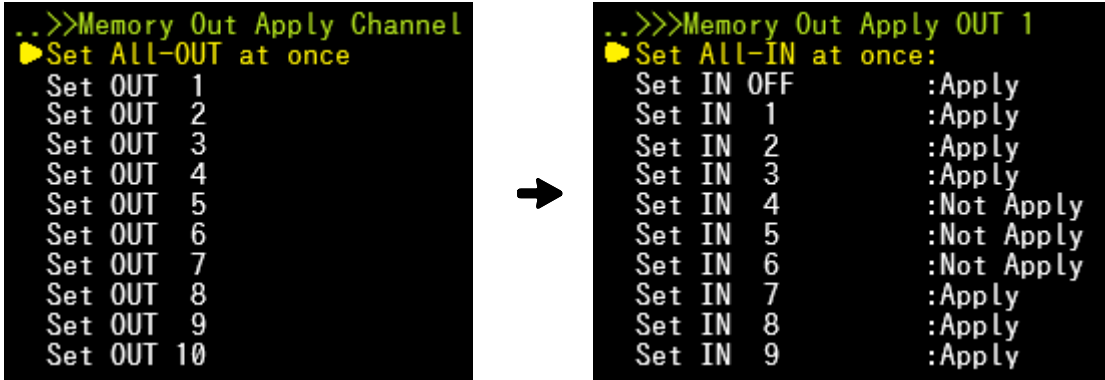 ..>>Memory Out Apply Channel
Set All-OUT at once
Set OUT 1
Set OUT 2
Set OUT 3
Set OUT 4
Set OUT 5
Set OUT 6
Set OUT 7
Set OUT 8
Set OUT 9
Set OUT 10
..>>>Memory Out Apply OUT 1
Set All-IN at once:
Set IN OFF :Apply
Set IN 1 :Apply
Set IN 2 :Apply
Set IN 3 :Apply
Set IN 4 :Not Apply
Set IN 5 :Not Apply
Set IN 6 :Not Apply
Set IN 7 :Apply
Set IN 8 :Apply
Set IN 9 :Apply